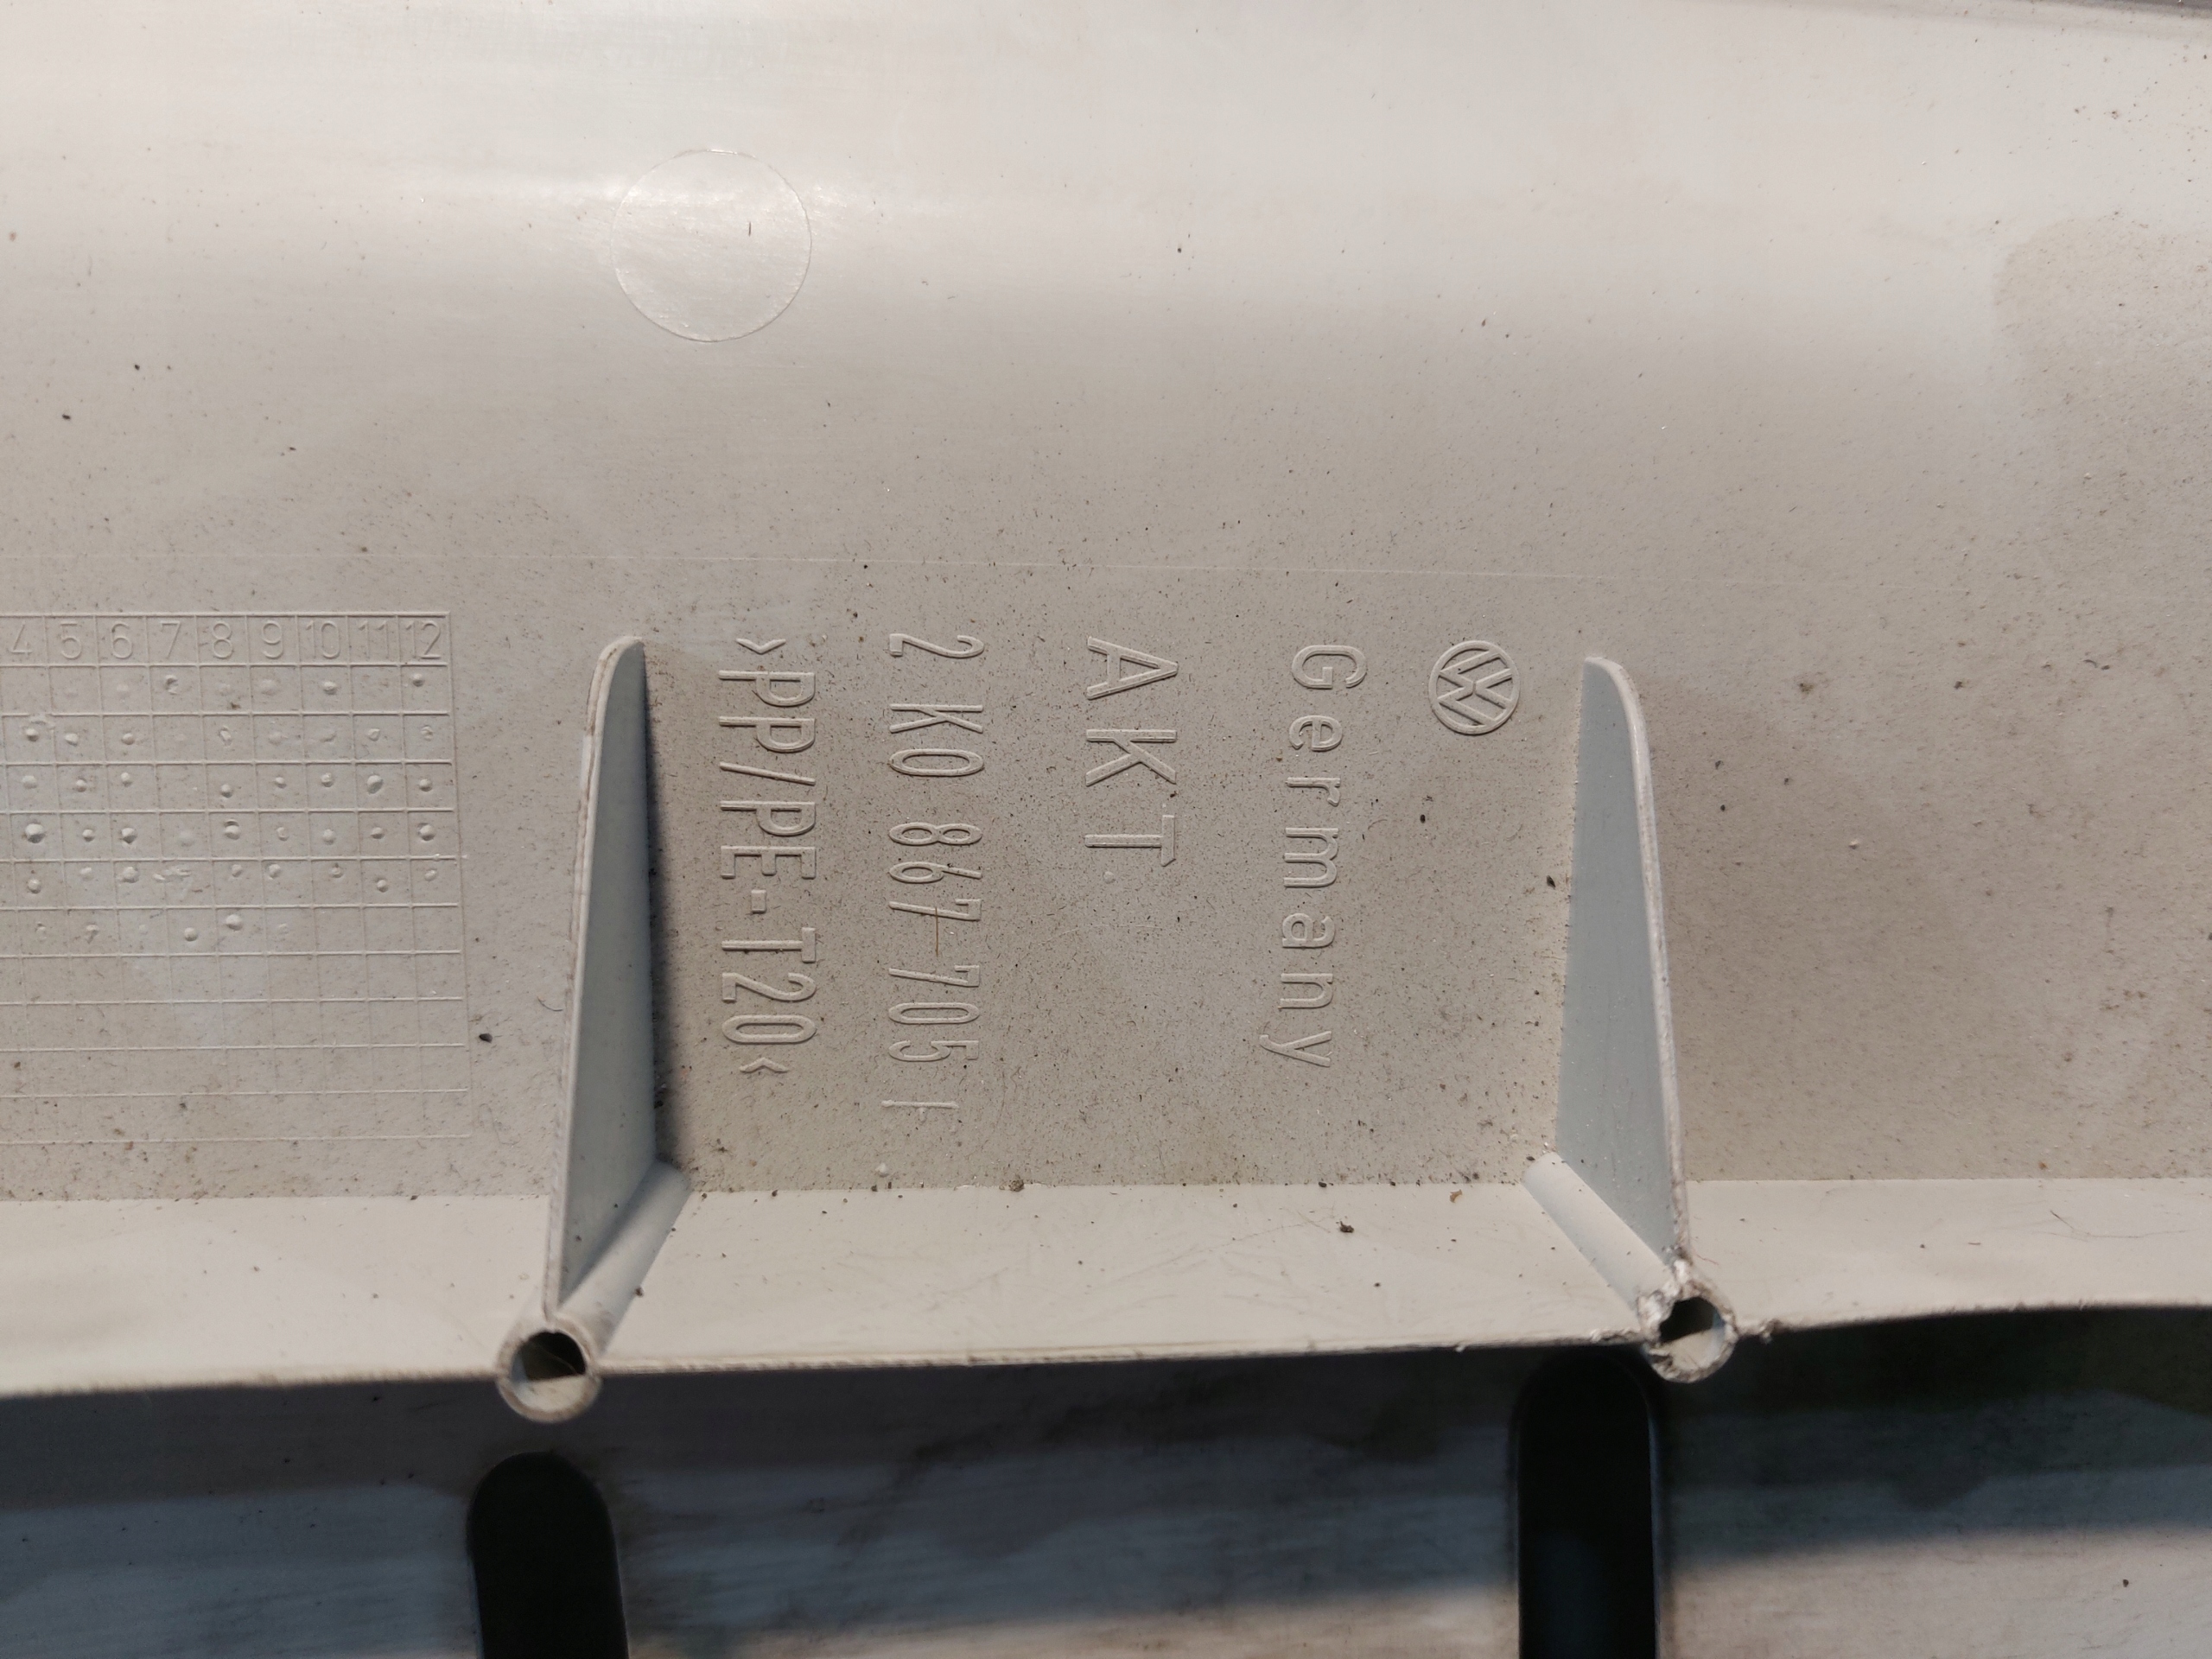 Germany
AKT
2K0 867 705
>PP/PE-T20<
4 5 6 7 8 9 10 11 12